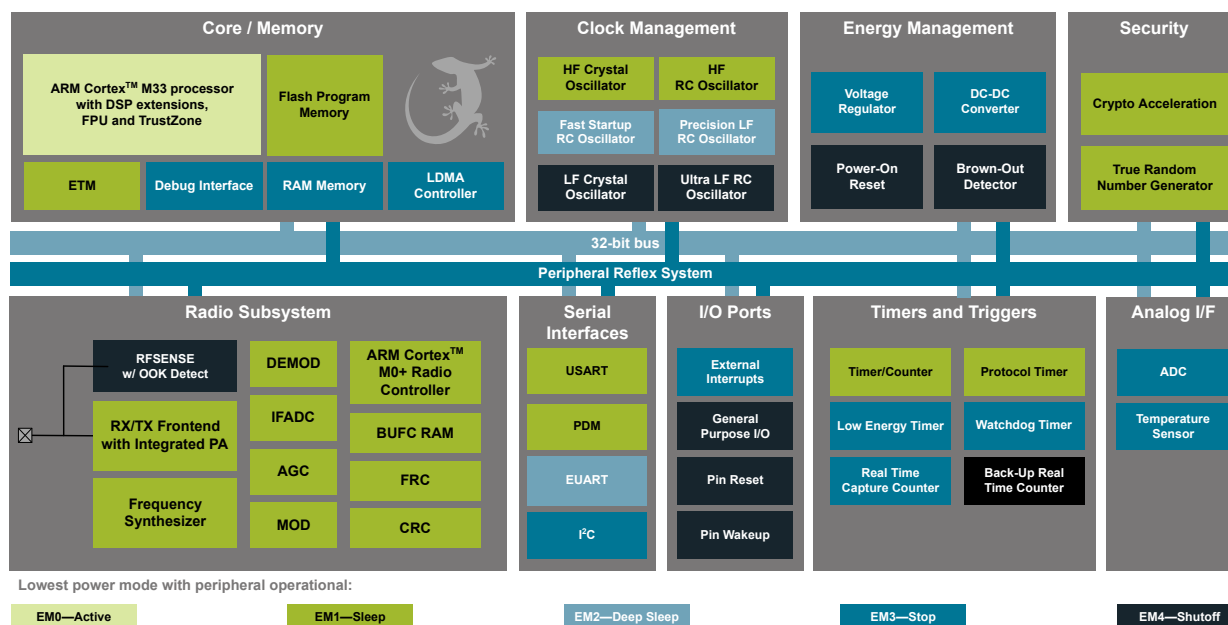 Core / Memory
ARM Cortex™ M33 processor
with DSP extensions,
FPU and TrustZone
Flash Program
Memory
ETM
Debug Interface
RAM Memory
LDMA
Controller
Clock Management
HF Crystal
Oscillator
HF
RC Oscillator
Fast Startup
RC Oscillator
Precision LF
RC Oscillator
LF Crystal
Oscillator
Ultra LF RC
Oscillator
Energy Management
Voltage
Regulator
DC-DC
Converter
Power-On
Reset
Brown-Out
Detector
Security
Crypto Acceleration
True Random
Number Generator
32-bit bus
Peripheral Reflex System
Radio Subsystem
RFSENSE
w/ OOK Detect
RX/TX Frontend
with Integrated PA
Frequency
Synthesizer
DEMOD
IFADC
AGC
MOD
ARM Cortex™
M0+ Radio
Controller
BUFC RAM
FRC
CRC
Serial
Interfaces
USART
PDM
EUART
I²C
I/O Ports
External
Interrupts
General
Purpose I/O
Pin Reset
Pin Wakeup
Timers and Triggers
Timer/Counter
Protocol Timer
Low Energy Timer
Watchdog Timer
Real Time
Capture Counter
Back-Up Real
Time Counter
Analog I/F
ADC
Temperature
Sensor
Lowest power mode with peripheral operational:
EM0—Active
EM1—Sleep
EM2—Deep Sleep
EM3—Stop
EM4—Shutoff